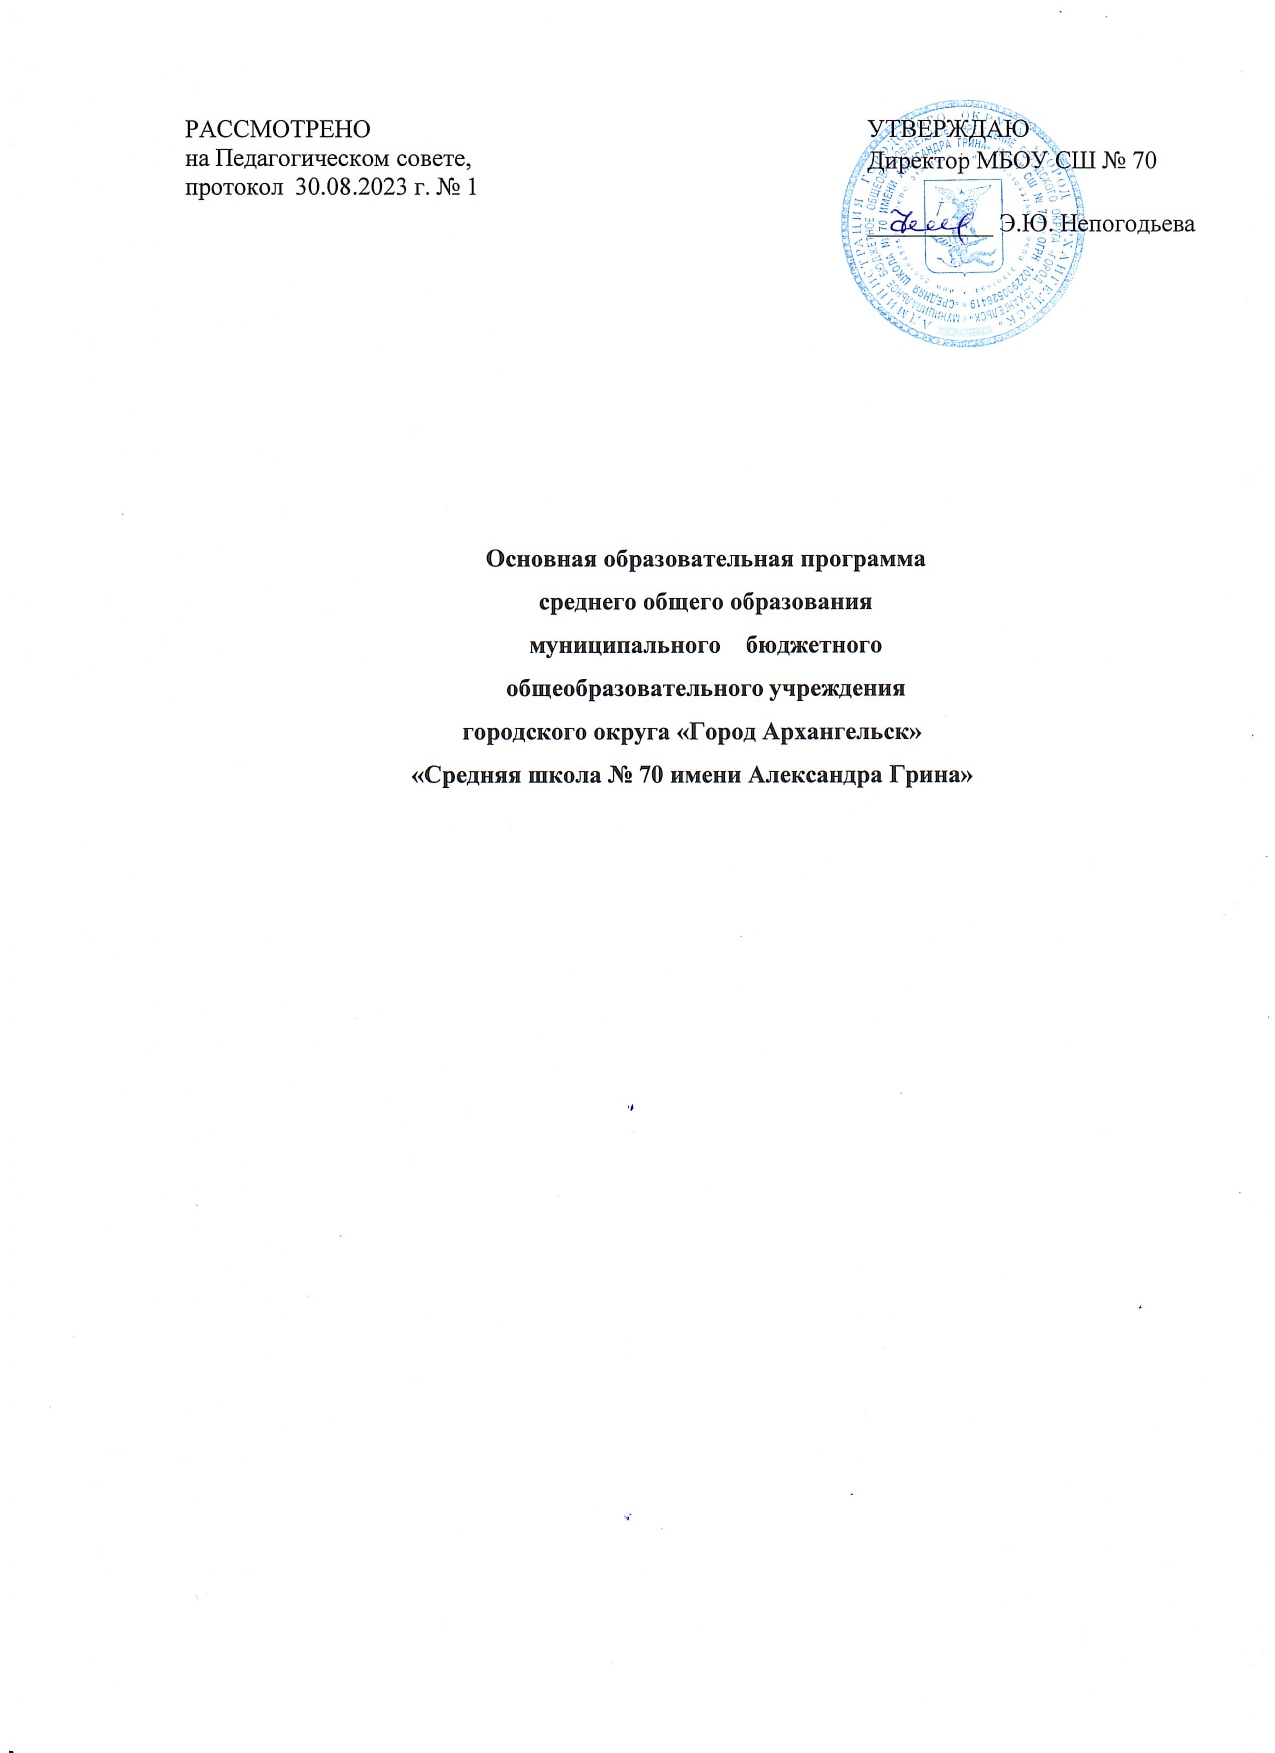 РАССМОТРЕНО
на Педагогическом совете,
протокол 30.08.2023 г. № 1
УТВЕРЖДАЮ
Директор МБОУ СШ № 70
Э.Ю. Непогодьева
Основная образовательная программа
среднего общего образования
муниципального бюджетного
общеобразовательного учреждения
городского округа «Город Архангельск»
«Средняя школа № 70 имени Александра Грина»